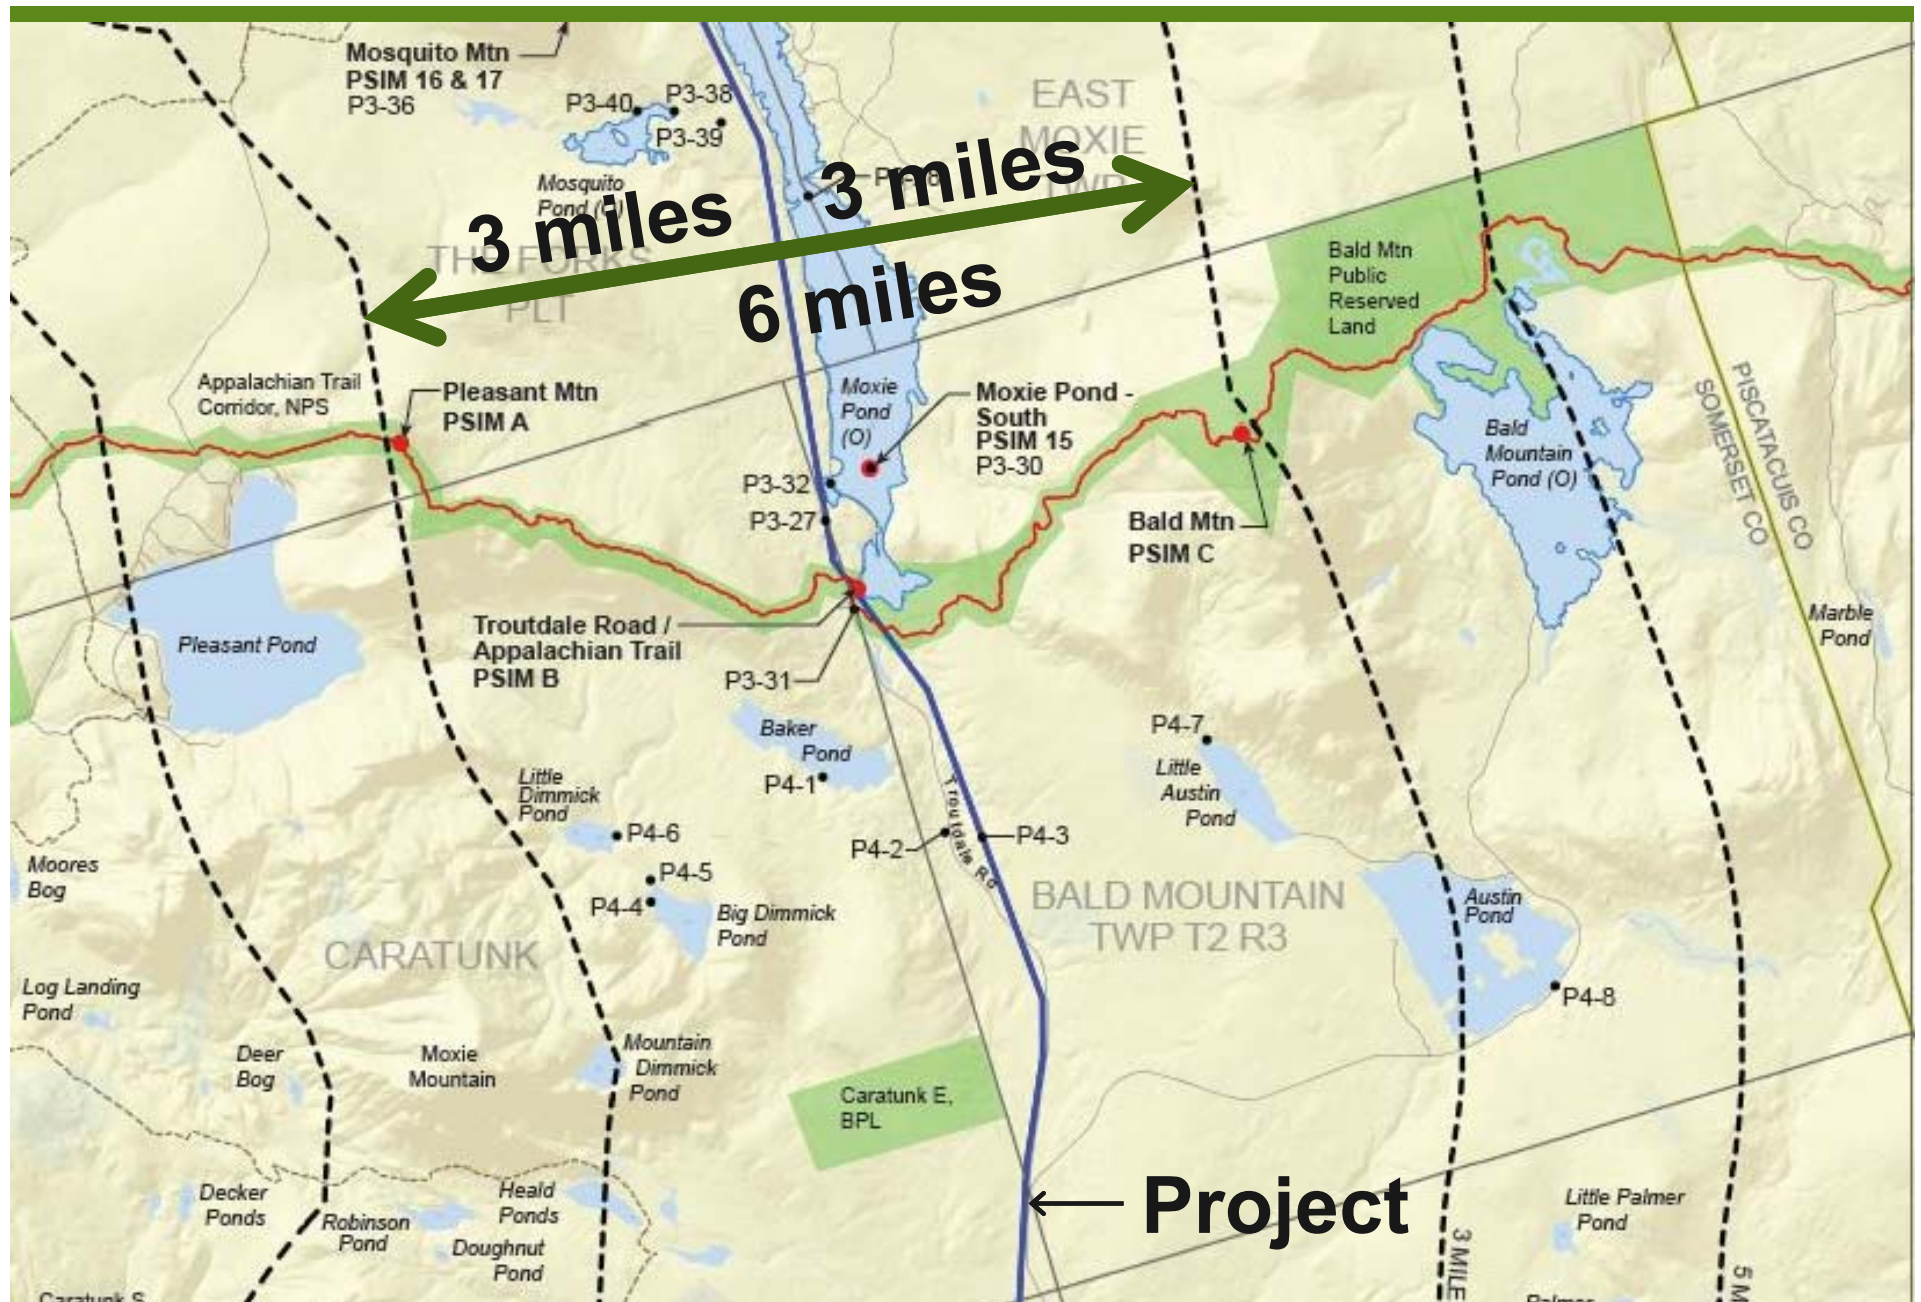 Mosquito Mtn
PSIM 16 & 17
P3-36
P3-40
P3-38
P3-39
Mosquito
Pond (O)
EAST
MOXIE
TWP
3 miles
3 miles
6 miles
THE FORKS
PLT
Bald Mtn
Public
Reserved
Land
Appalachian Trail
Corridor, NPS
Pleasant Mtn
PSIM A
Moxie
Pond
(O)
Moxie Pond -
South
PSIM 15
P3-30
P3-32
P3-27
Bald Mtn
PSIM C
Bald
Mountain
Pond (O)
PISCATACUIS CO
SOMERSET CO
Marble
Pond
Pleasant Pond
Troutdale Road /
Appalachian Trail
PSIM B
P3-31
Baker
Pond
P4-1
P4-7
Little
Austin
Pond
Little
Dimmick
Pond
P4-6
P4-5
P4-4
Big Dimmick
Pond
P4-2
P4-3
Troutdale Rd
BALD MOUNTAIN
TWP T2 R3
Austin
Pond
P4-8
Moores
Bog
CARATUNK
Log Landing
Pond
Deer
Bog
Moxie
Mountain
Mountain
Dimmick
Pond
Caratunk E,
BPL
Project
Decker
Ponds
Robinson
Pond
Heald
Ponds
Doughnut
Pond
Little Palmer
Pond
3 MILE
5 M
Caratunk S
Palmer